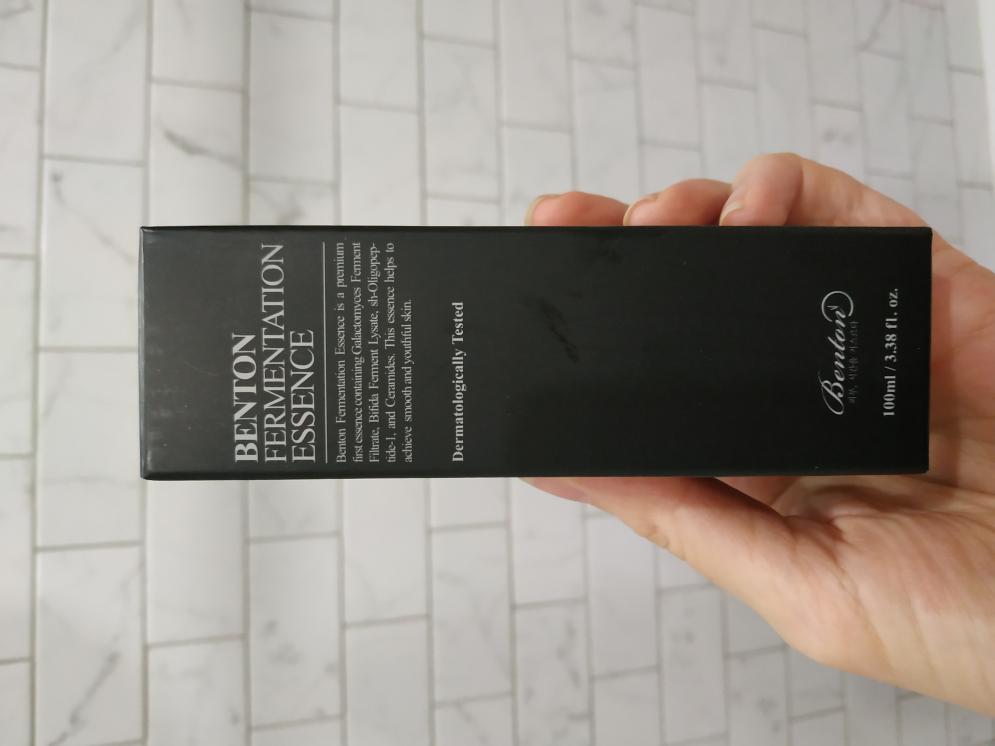 BENTON
FERMENTATION
ESSENCE
Benton Fermentation Essence is a premium
first essence containing Galactomyces Ferment
Filtrate, Bifida Ferment Lysate, sh-Oligopep-
tide-1, and Ceramides. This essence helps to
achieve smooth and youthful skin.
Dermatologically Tested
Benton
100ml / 3.38 fl. oz.